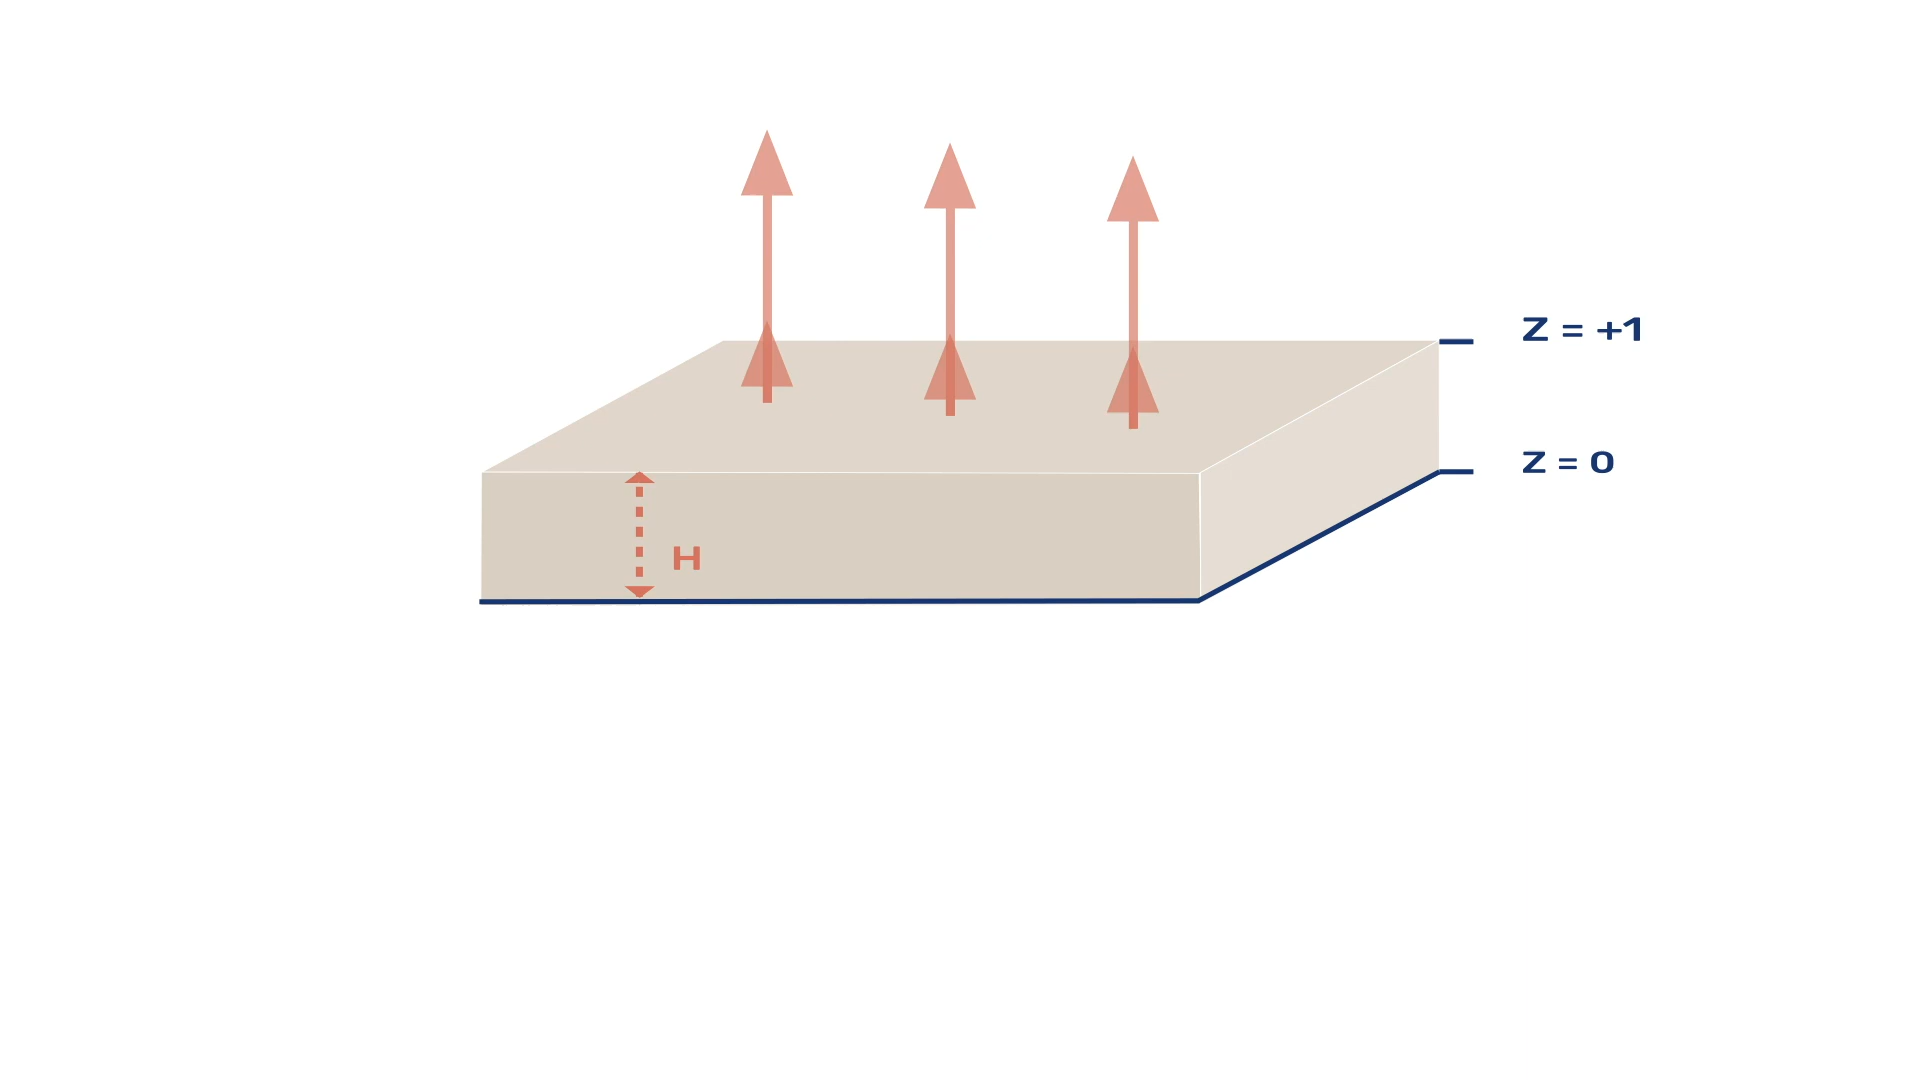 Z = +1
Z = 0
H